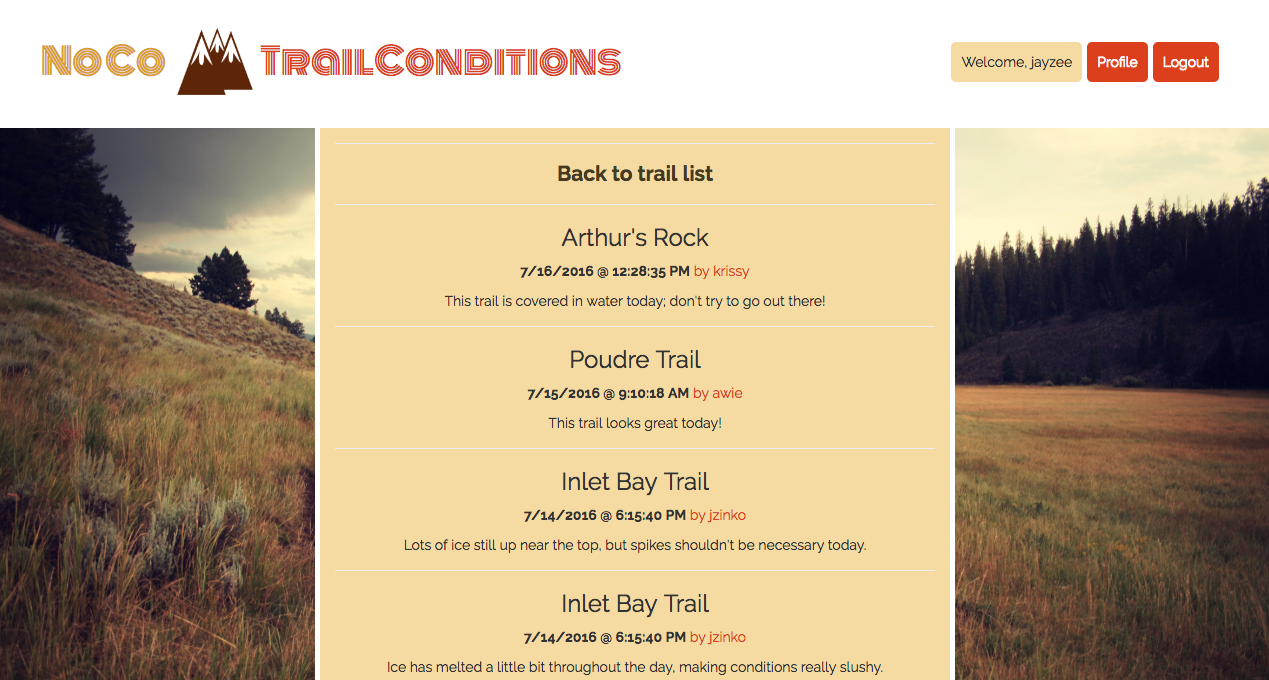 NoCo TrailConditions
Welcome, jayzee
Profile
Logout
Back to trail list
Arthur's Rock
7/16/2016 @ 12:28:35 PM by krissy
This trail is covered in water today; don't try to go out there!
Poudre Trail
7/15/2016 @ 9:10:18 AM by awie
This trail looks great today!
Inlet Bay Trail
7/14/2016 @ 6:15:40 PM by jzinko
Lots of ice still up near the top, but spikes shouldn't be necessary today.
Inlet Bay Trail
7/14/2016 @ 6:15:40 PM by jzinko
Ice has melted a little bit throughout the day, making conditions really slushy.